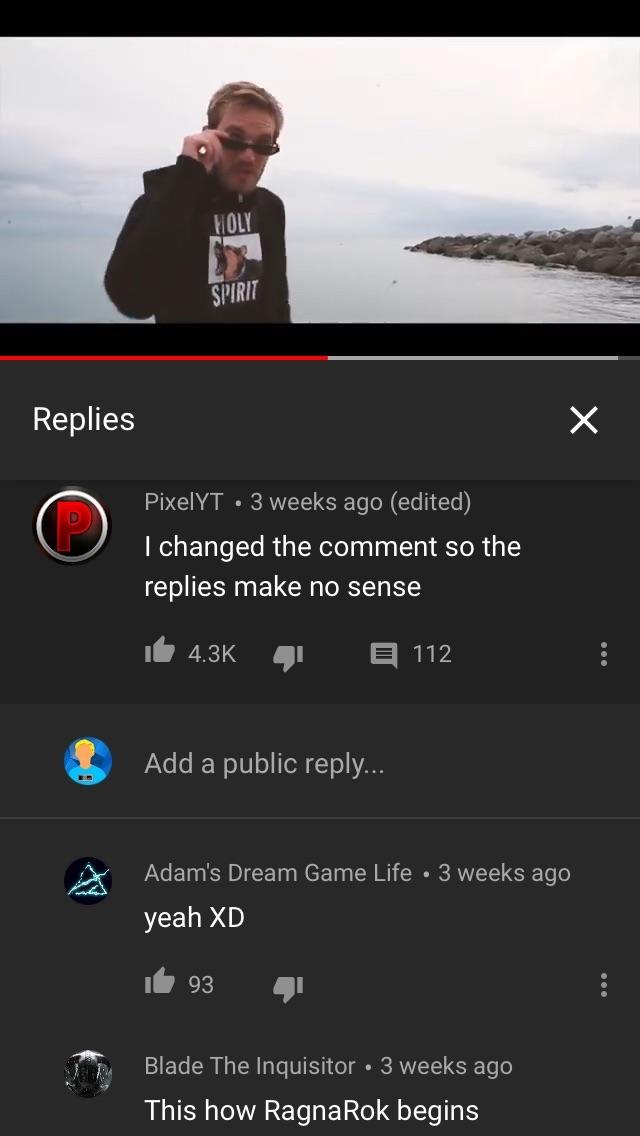 HOLY
SPIRIT
Replies
P
PixelYT • 3 weeks ago (edited)
I changed the comment so the
replies make no sense
4.3K
112
Add a public reply...
Adam's Dream Game Life • 3 weeks ago
yeah XD
93
Blade The Inquisitor • 3 weeks ago
This how RagnaRok begins